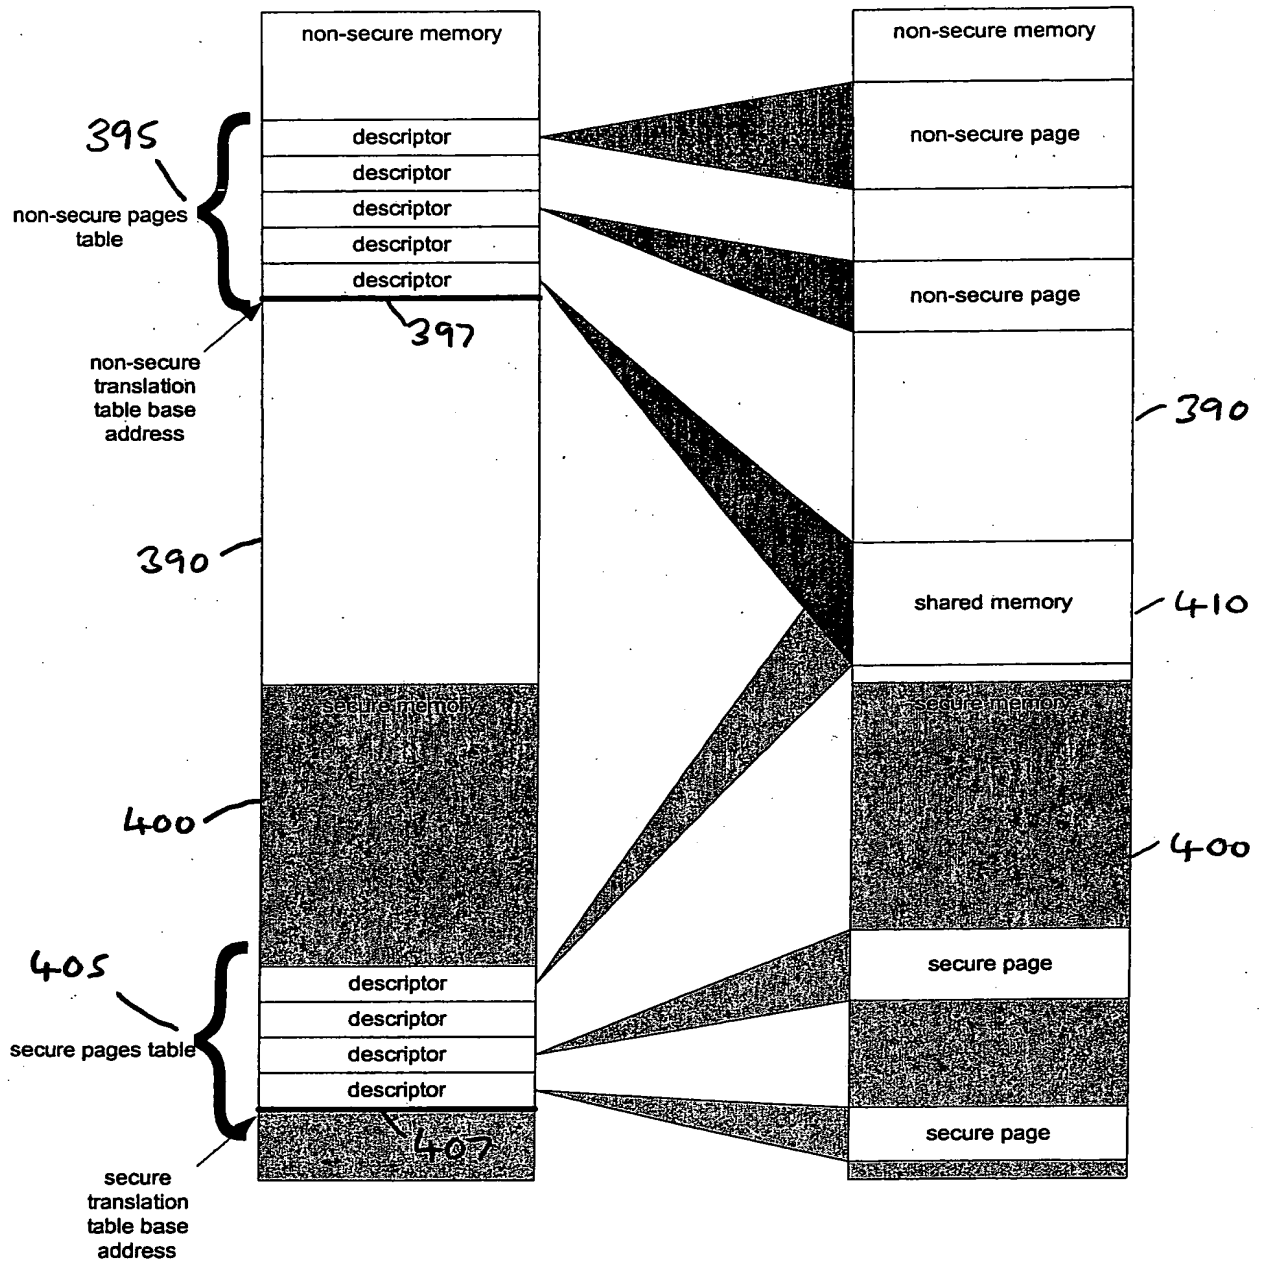 non-secure memory
non-secure memory
395
descriptor
non-secure page
descriptor
non-secure pages
table
descriptor
descriptor
descriptor
non-secure page
397
non-secure
translation
table base
address
390
390
shared memory
410
secure memory
secure memory
400
400
405
secure page
descriptor
descriptor
secure pages table
descriptor
descriptor
secure page
407
secure
translation
table base
address